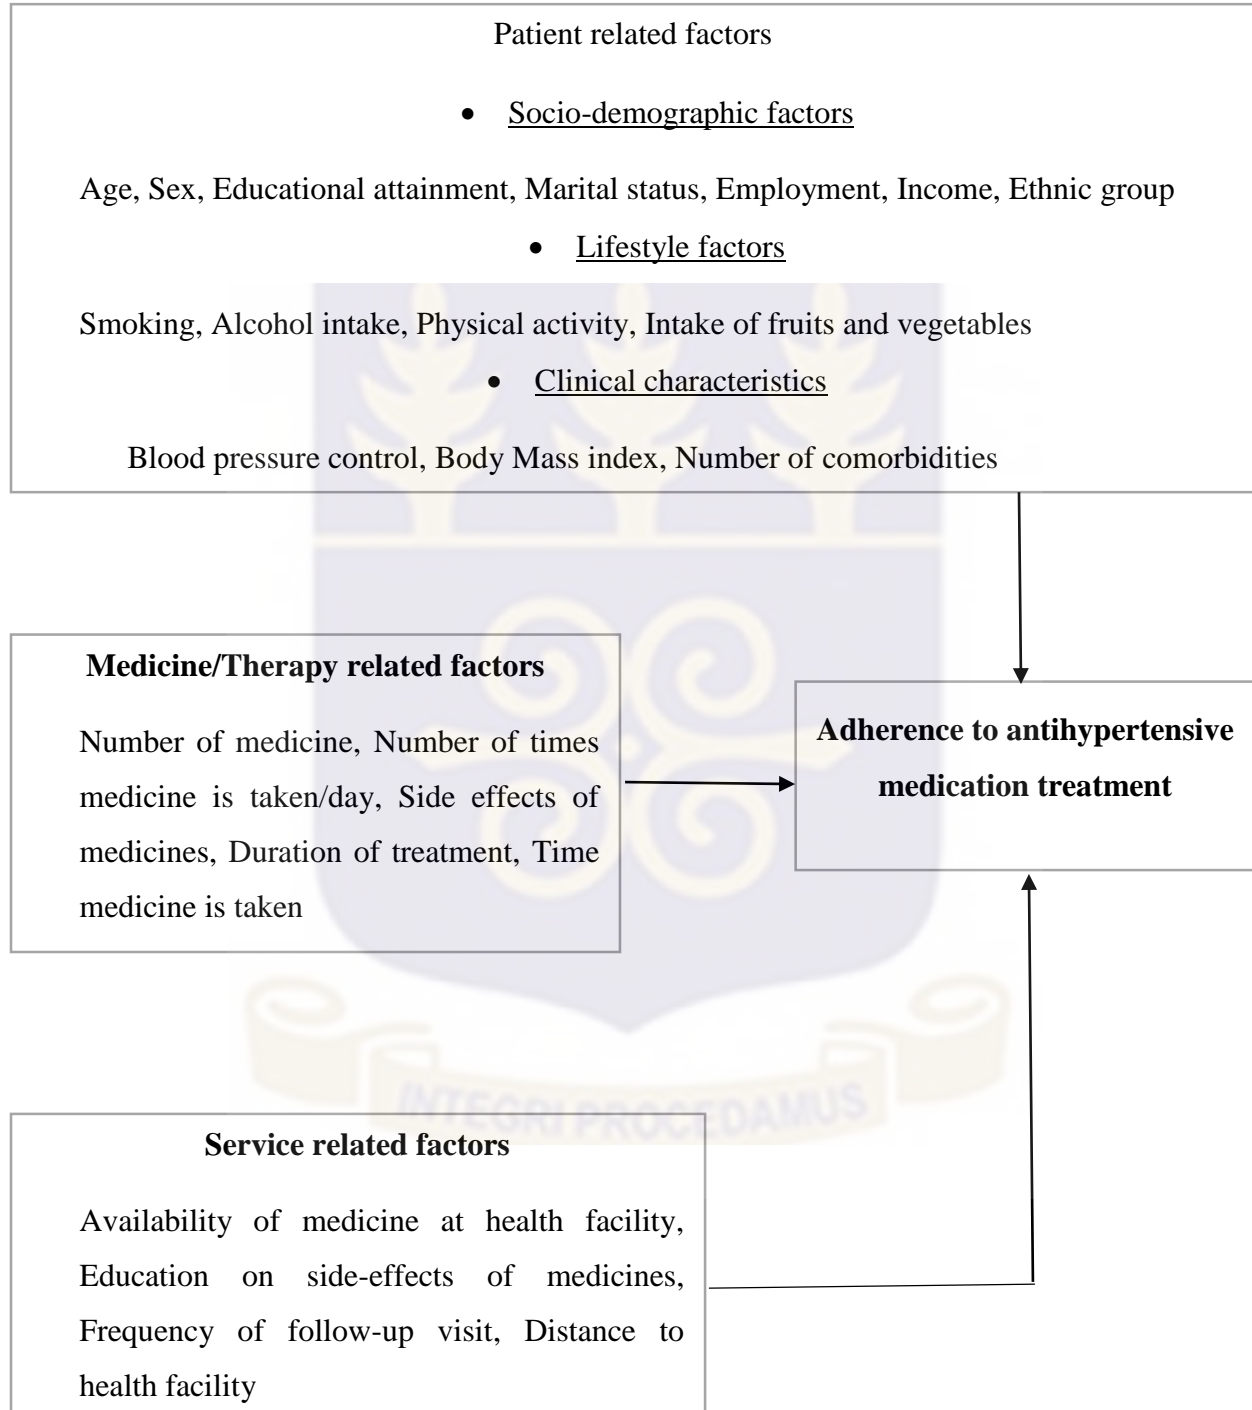 Patient related factors
• Socio-demographic factors
Age, Sex, Educational attainment, Marital status, Employment, Income, Ethnic group
• Lifestyle factors
Smoking, Alcohol intake, Physical activity, Intake of fruits and vegetables
• Clinical characteristics
Blood pressure control, Body Mass index, Number of comorbidities
Medicine/Therapy related factors
Number of medicine, Number of times
medicine is taken/day, Side effects of
medicines, Duration of treatment, Time
medicine is taken
Adherence to antihypertensive
medication treatment
INTEGRI PROCEDAMUS
Service related factors
Availability of medicine at health facility,
Education on side-effects of medicines,
Frequency of follow-up visit, Distance to
health facility